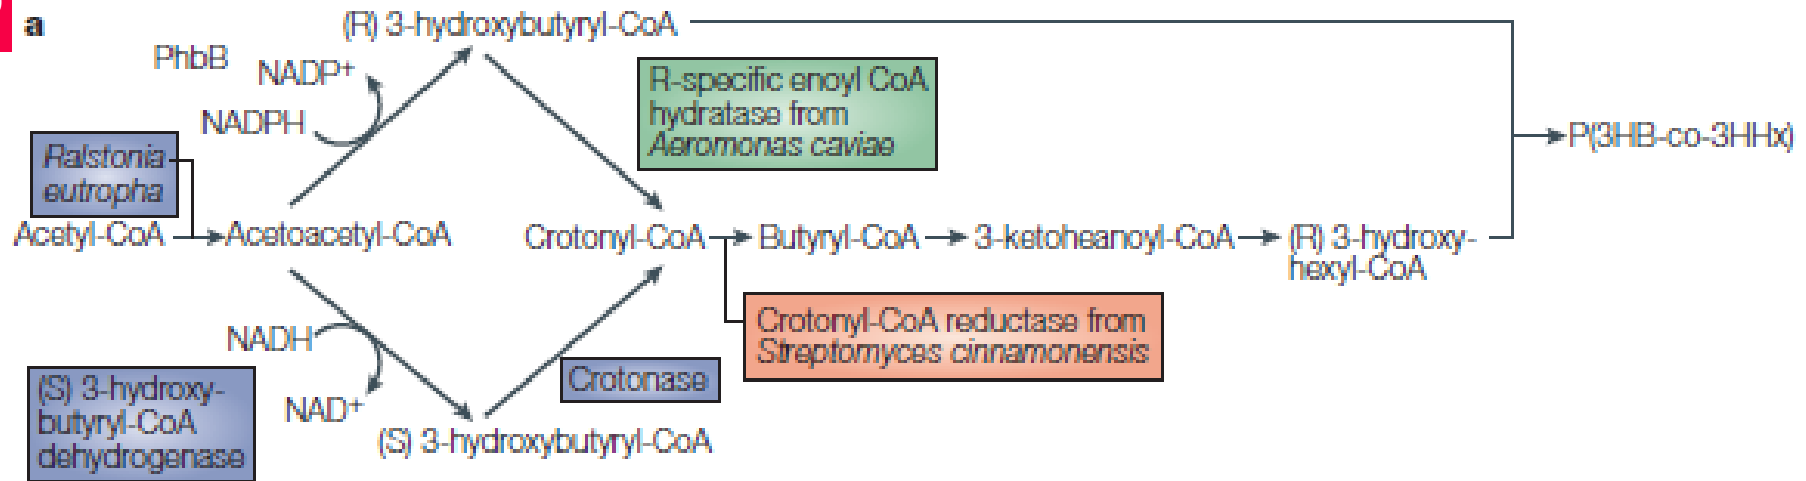 a
(R) 3-hydroxybutyryl-CoA
PhbB
NADP+
NADPH
R-specific enoyl CoA
hydratase from
Aeromonas caviae
Ralstonia
eutropha
P(3HB-co-3HHx)
Acetyl-CoA
Acetoacetyl-CoA
Crotonyl-CoA
Butyryl-CoA
3-ketoheanoyl-CoA
(R) 3-hydroxy-
hexyl-CoA
NADH
NAD+
Crotonyl-CoA reductase from
Streptomyces cinnamonensis
Crotonase
(S) 3-hydroxy-
butyryl-CoA
dehydrogenase
(S) 3-hydroxybutyryl-CoA